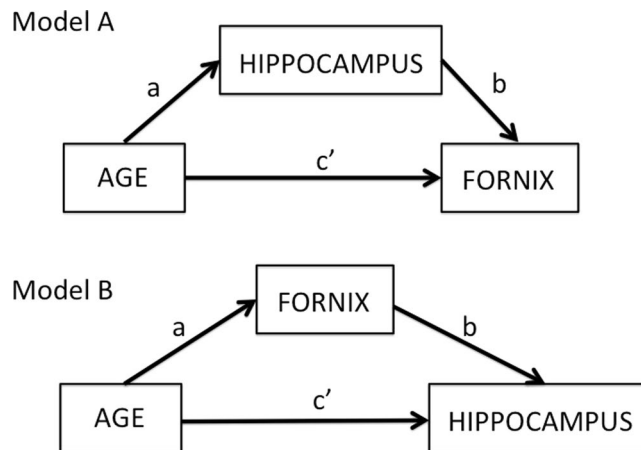 Model A
HIPPOCAMPUS
a
b
AGE
c’
FORNIX
Model B
FORNIX
a
b
AGE
c’
HIPPOCAMPUS